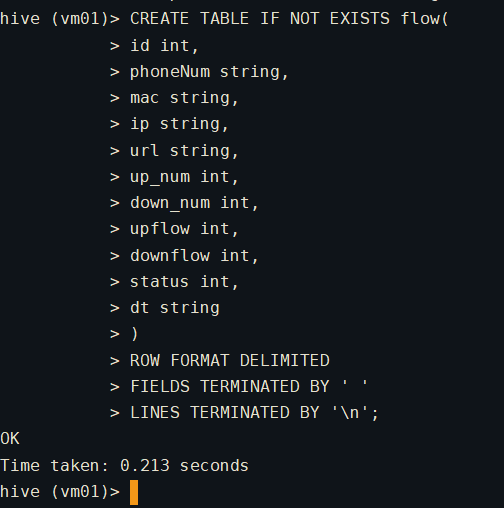 hive (vm01)> CREATE TABLE IF NOT EXISTS flow(
           > id int,
           > phoneNum string,
           > mac string,
           > ip string,
           > url string,
           > up_num int,
           > down_num int,
           > upflow int,
           > downflow int,
           > status int,
           > dt string
           > )
           > ROW FORMAT DELIMITED
           > FIELDS TERMINATED BY ' '
           > LINES TERMINATED BY '\n';
OK
Time taken: 0.213 seconds
hive (vm01)>